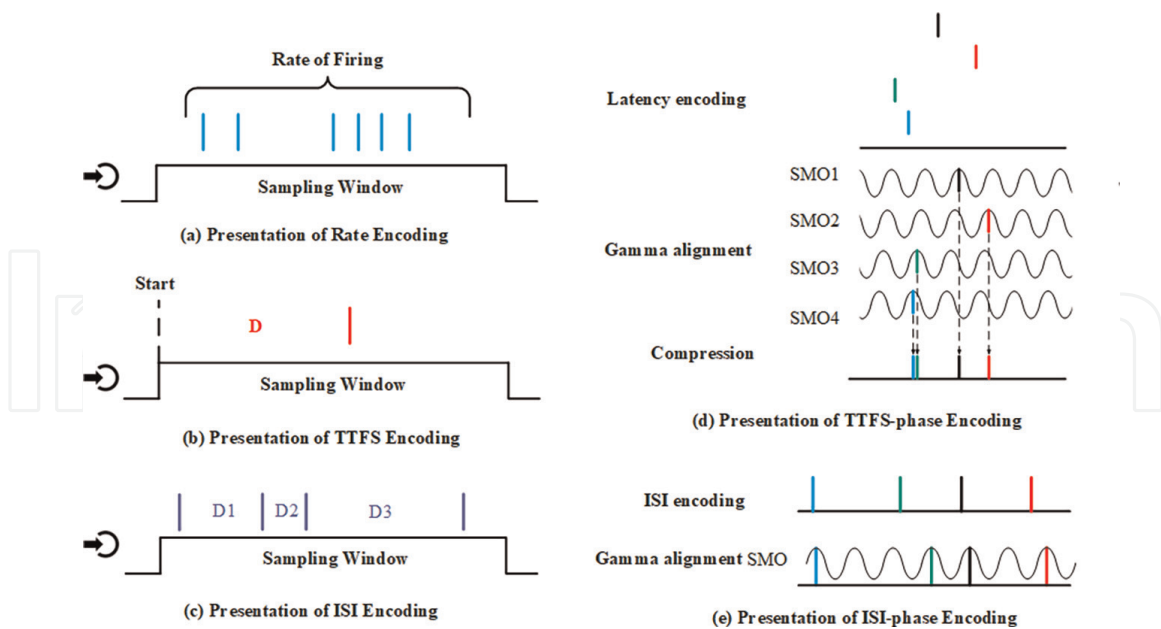 Rate of Firing
Sampling Window
(a) Presentation of Rate Encoding
Start
D
Sampling Window
(b) Presentation of TTFS Encoding
D1 D2 D3
Sampling Window
(c) Presentation of ISI Encoding
Latency encoding
SMO1
SMO2
Gamma alignment
SMO3
SMO4
Compression
(d) Presentation of TTFS-phase Encoding
ISI encoding
Gamma alignment SMO
(e) Presentation of ISI-phase Encoding